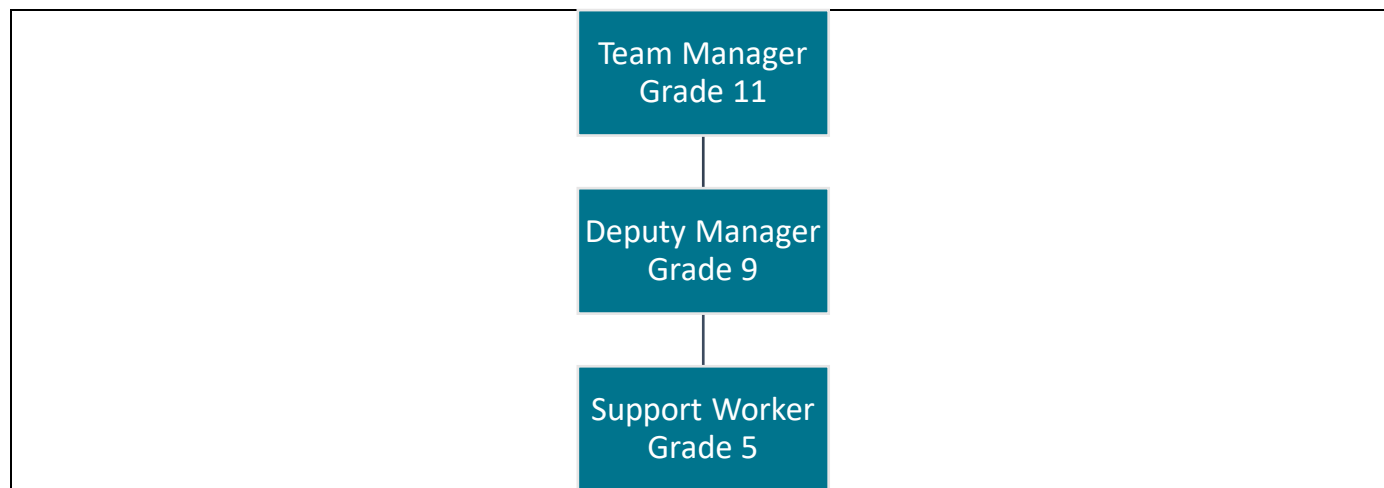 Team Manager
Grade 11
Deputy Manager
Grade 9
Support Worker
Grade 5